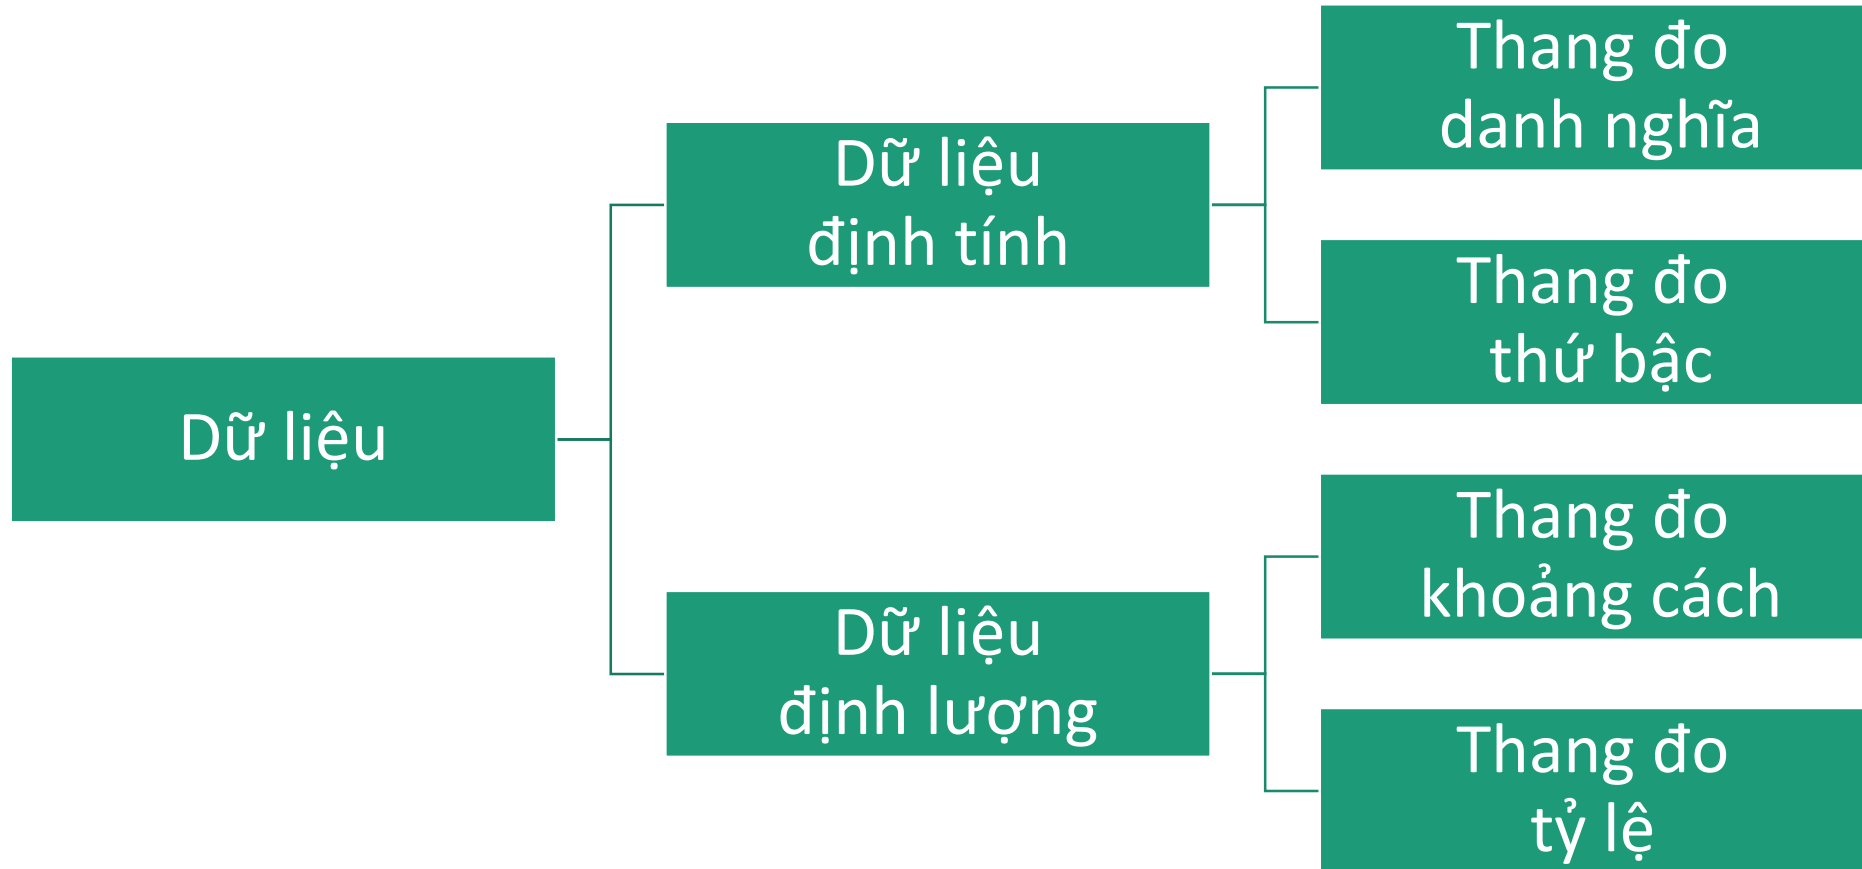 Dữ liệu
Dữ liệu
định tính
Thang đo
danh nghĩa
Thang đo
thứ bậc
Dữ liệu
định lượng
Thang đo
khoảng cách
Thang đo
tỷ lệ